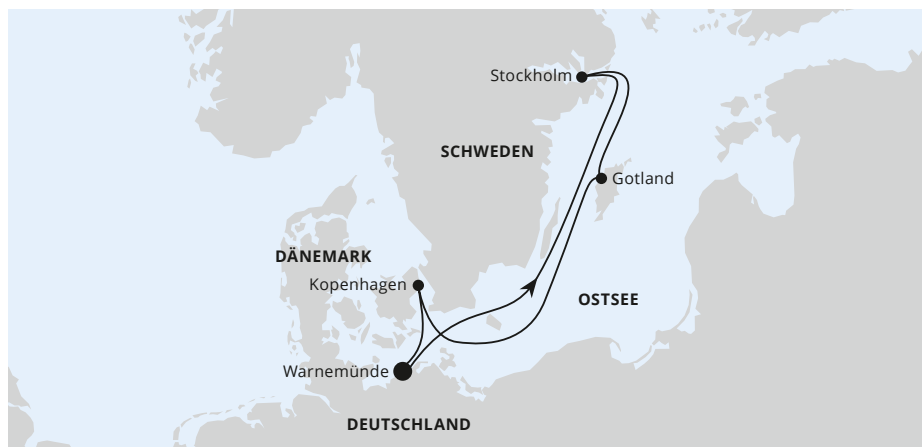 Stockholm
SCHWEDEN
Gotland
DÄNEMARK
Kopenhagen
OSTSEE
Warnemünde
DEUTSCHLAND